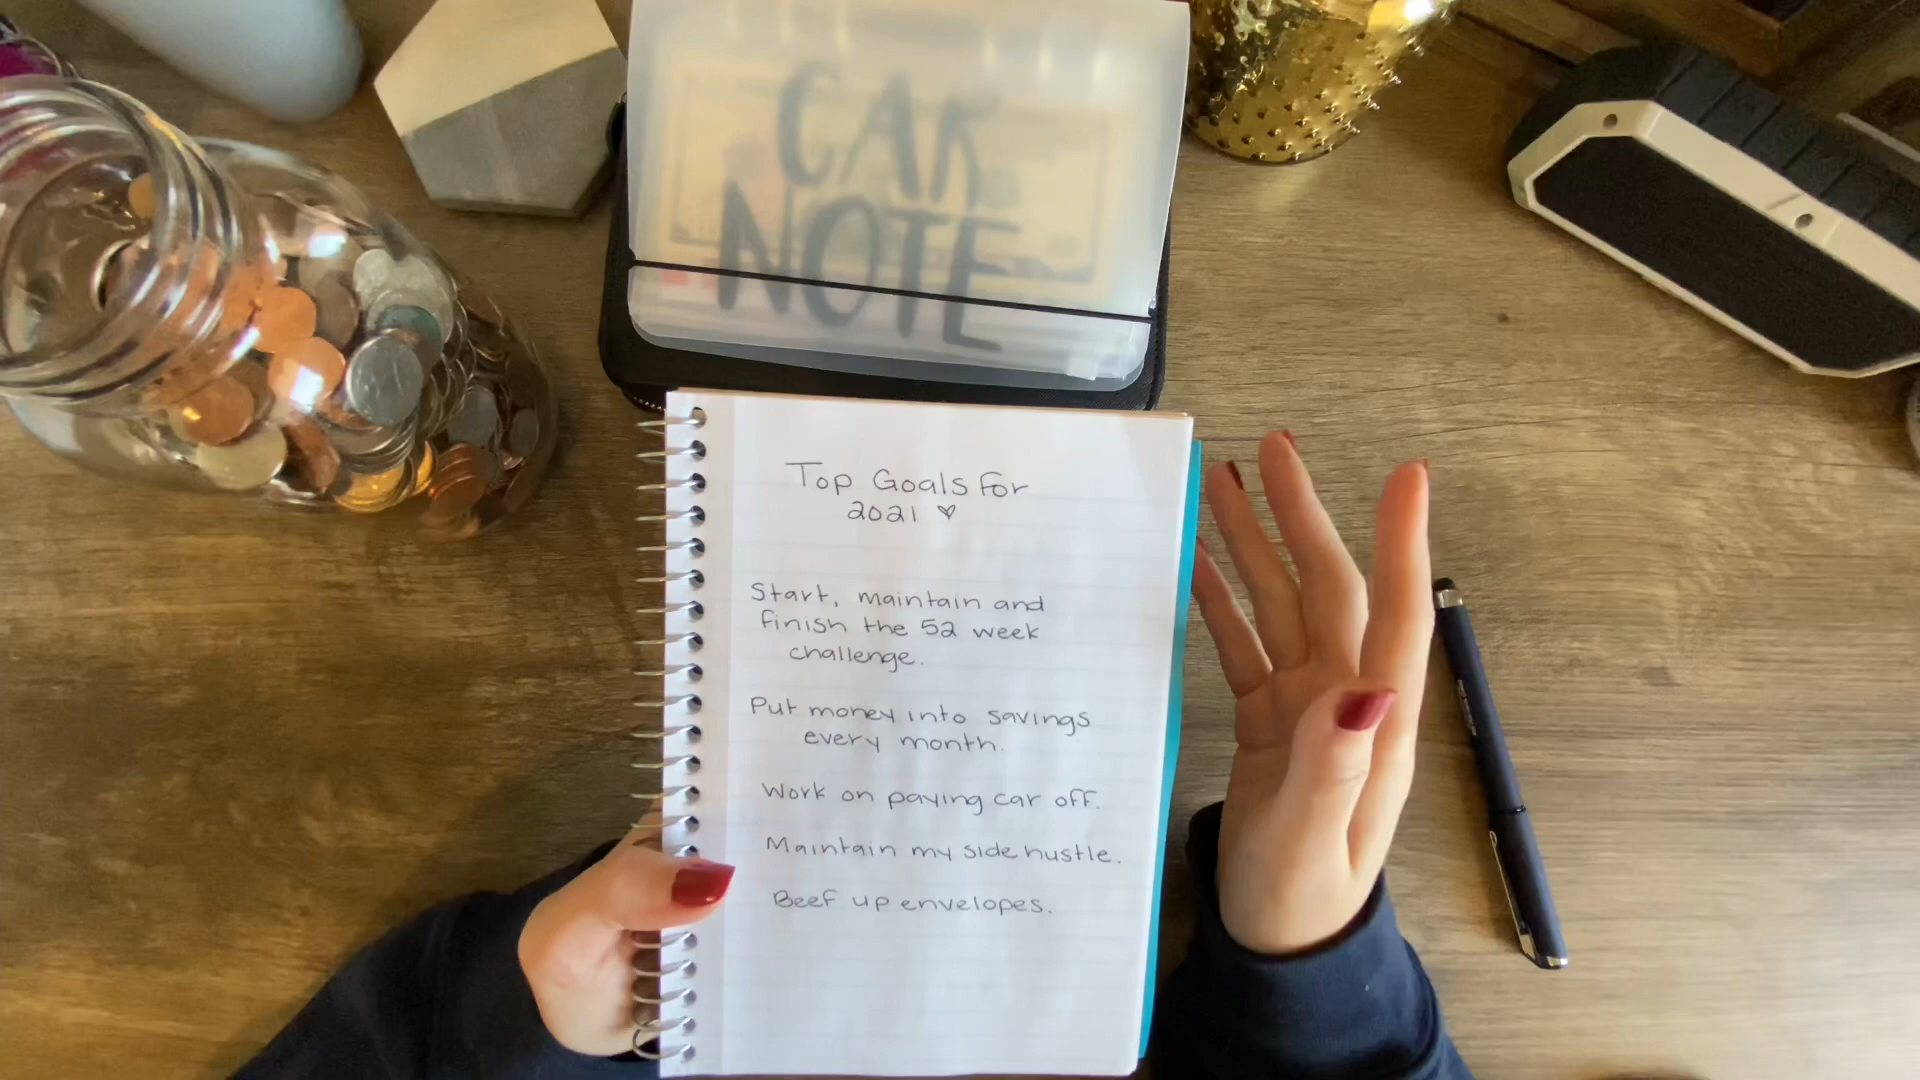 CAR
NOTE
Top Goals For
2021 ♡
Start, maintain and
finish the 52 week
challenge.
Put money into savings
every month.
Work on paying car off.
Maintain my side hustle.
Beef up envelopes.